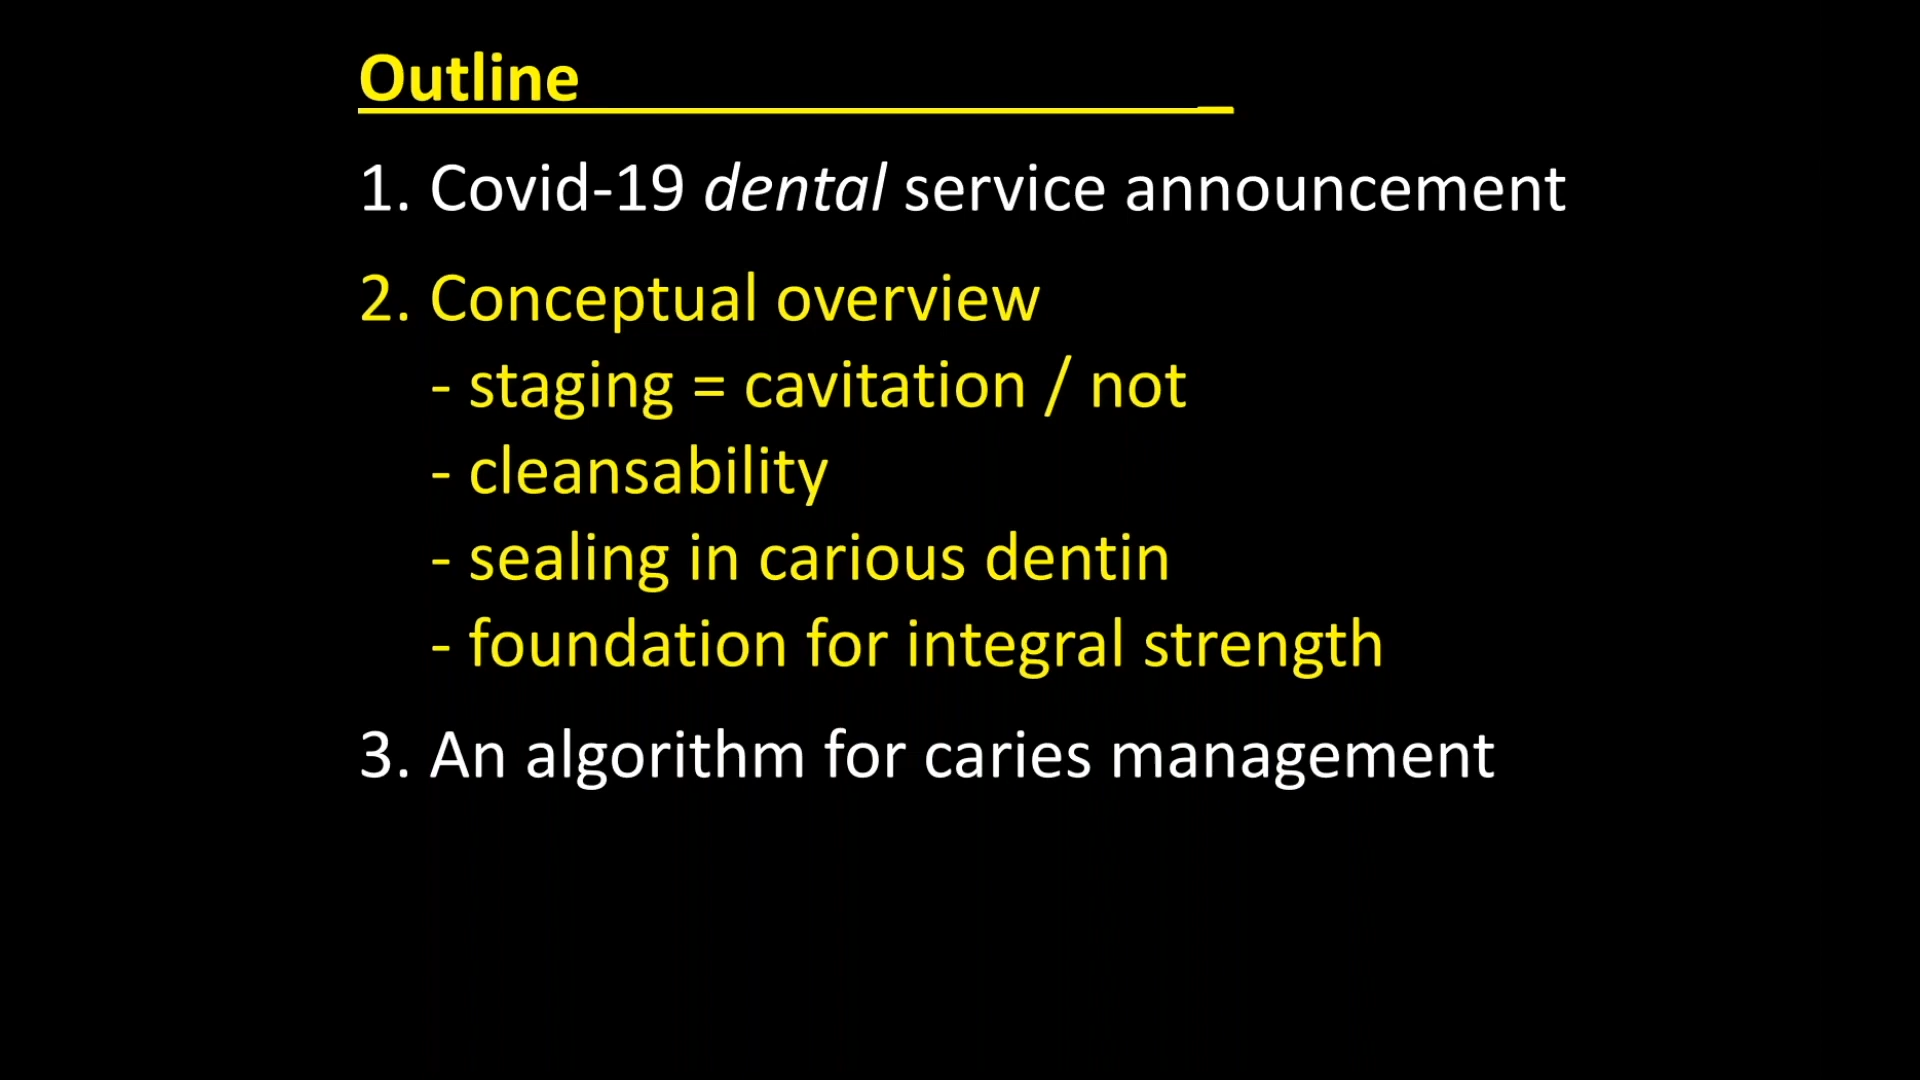 Outline
1. Covid-19 dental service announcement
2. Conceptual overview
- staging = cavitation / not
- cleansability
- sealing in carious dentin
- foundation for integral strength
3. An algorithm for caries management